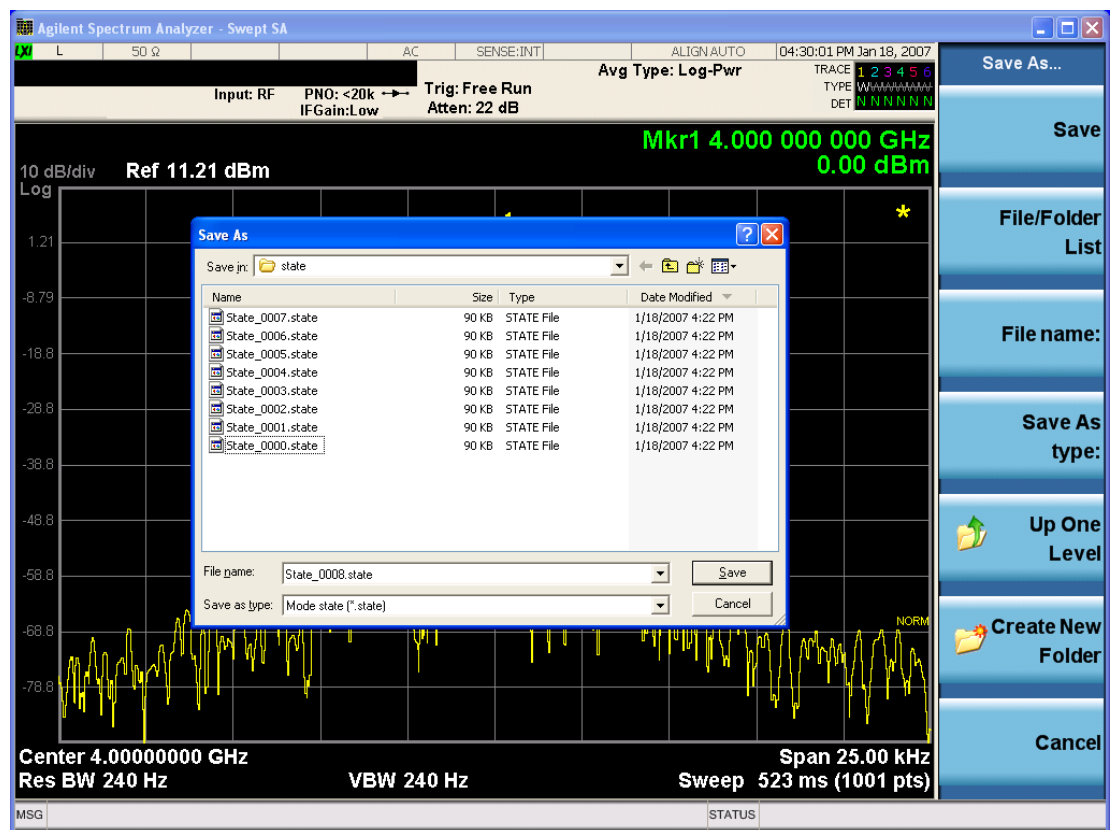 Agilent Spectrum Analyzer - Swept SA
LXI L 50 Ω AC SENSE:INT ALIGN AUTO 04:30:01 PM Jan 18, 2007
Input: RF PNO: <20k IFGain:Low
Trig: Free Run
Atten: 22 dB
Avg Type: Log-Pwr
TRACE 1 2 3 4 5 6
TYPE W
DET N N N N N N
Mkr1 4.000 000 000 GHz
0.00 dBm
10 dB/div Ref 11.21 dBm
Log
1.21
-8.79
-18.8
-28.8
-38.8
-48.8
-58.8
-68.8
-78.8
1
*
NORM
Save As
Save in: state
Name Size Type Date Modified
State_0007.state 90 KB STATE File 1/18/2007 4:22 PM
State_0006.state 90 KB STATE File 1/18/2007 4:22 PM
State_0005.state 90 KB STATE File 1/18/2007 4:22 PM
State_0004.state 90 KB STATE File 1/18/2007 4:22 PM
State_0003.state 90 KB STATE File 1/18/2007 4:22 PM
State_0002.state 90 KB STATE File 1/18/2007 4:22 PM
State_0001.state 90 KB STATE File 1/18/2007 4:22 PM
State_0000.state 90 KB STATE File 1/18/2007 4:22 PM
File name: State_0008.state Save
Save as type: Mode state (*.state) Cancel
Center 4.00000000 GHz Span 25.00 kHz
Res BW 240 Hz VBW 240 Hz Sweep 523 ms (1001 pts)
MSG STATUS
Save As...
Save
File/Folder
List
File name:
Save As
type:
Up One
Level
Create New
Folder
Cancel